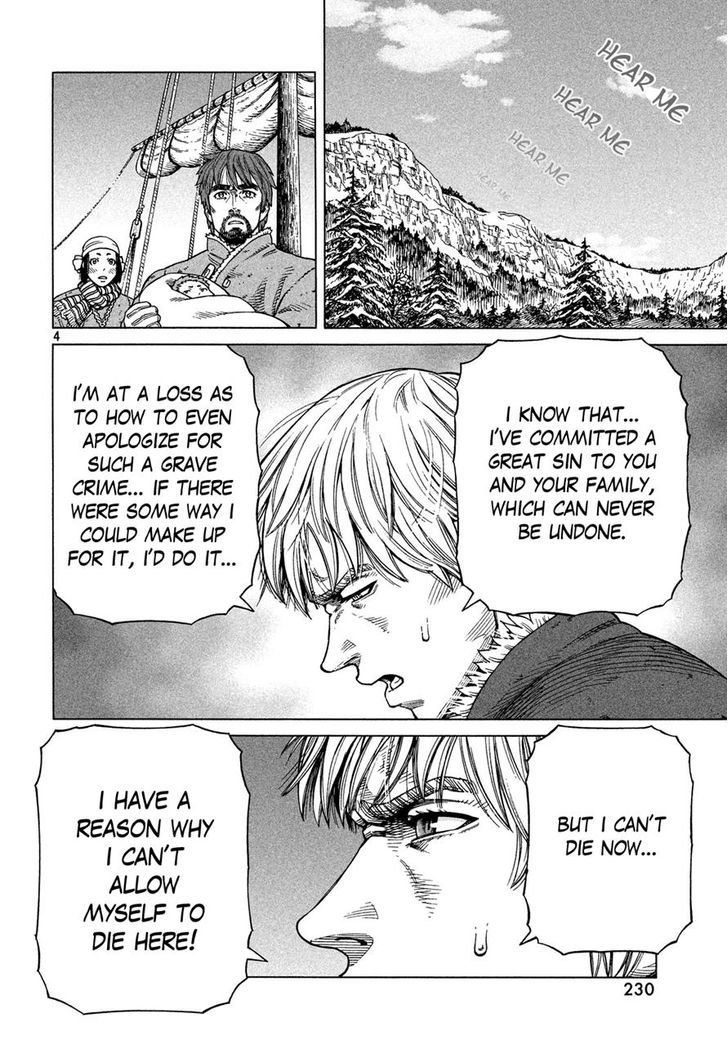 HEAR ME
HEAR ME
HEAR ME
HEAR ME
HEAR ME
4
I KNOW THAT...
I'VE COMMITTED A
GREAT SIN TO YOU
AND YOUR FAMILY,
WHICH CAN NEVER
BE UNDONE.
I'M AT A LOSS AS
TO HOW TO EVEN
APOLOGIZE FOR
SUCH A GRAVE
CRIME... IF THERE
WERE SOME WAY I
COULD MAKE UP
FOR IT, I'D DO IT...
BUT I CAN'T
DIE NOW...
I HAVE A
REASON WHY
I CAN'T
ALLOW
MYSELF TO
DIE HERE!
230